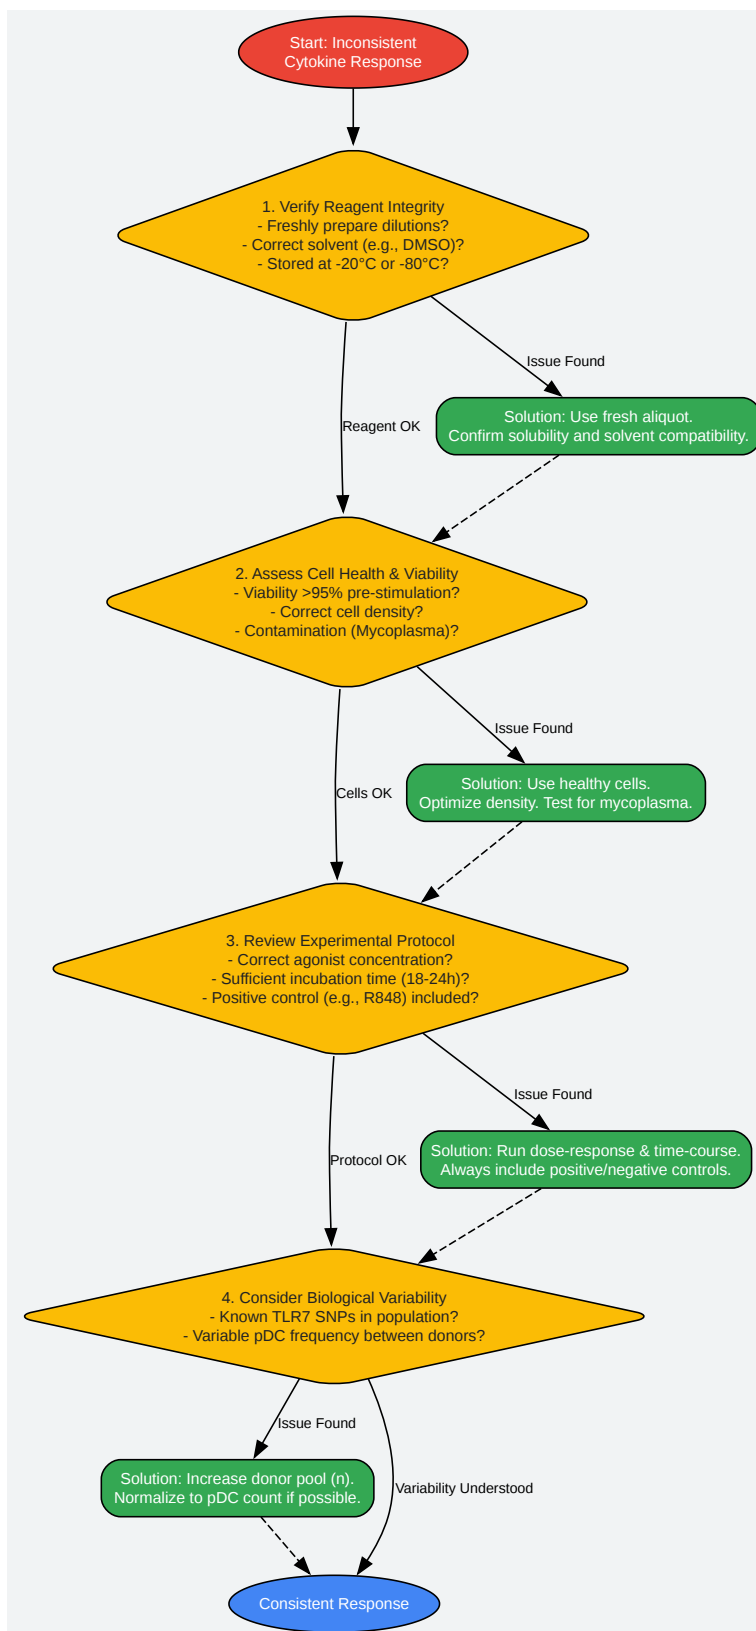 Start: Inconsistent
Cytokine Response
1. Verify Reagent Integrity
- Freshly prepare dilutions?
- Correct solvent (e.g., DMSO)?
- Stored at -20°C or -80°C?
Issue Found
Reagent OK
Solution: Use fresh aliquot.
Confirm solubility and solvent compatibility.
2. Assess Cell Health & Viability
- Viability >95% pre-stimulation?
- Correct cell density?
- Contamination (Mycoplasma)?
Issue Found
Cells OK
Solution: Use healthy cells.
Optimize density. Test for mycoplasma.
3. Review Experimental Protocol
- Correct agonist concentration?
- Sufficient incubation time (18-24h)?
- Positive control (e.g., R848) included?
Issue Found
Protocol OK
Solution: Run dose-response & time-course.
Always include positive/negative controls.
4. Consider Biological Variability
- Known TLR7 SNPs in population?
- Variable pDC frequency between donors?
Issue Found
Solution: Increase donor pool (n).
Normalize to pDC count if possible.
Variability Understood
Consistent Response